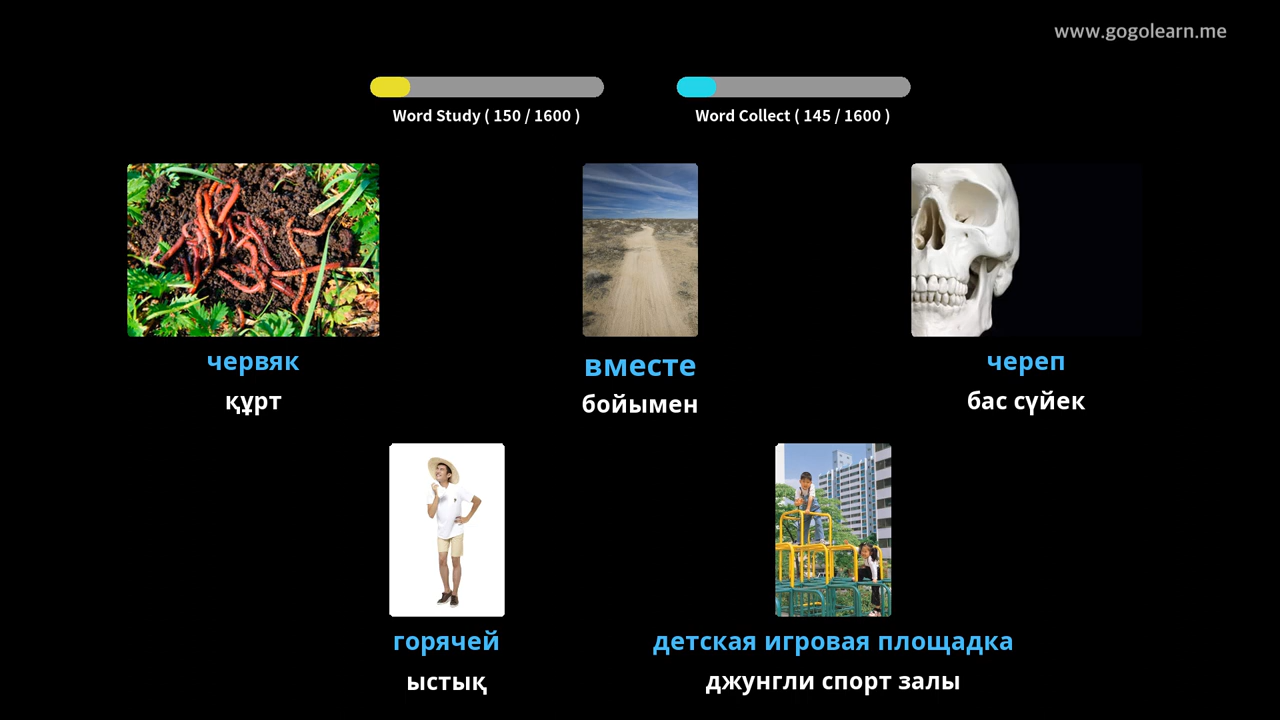 www.gogolearn.me
Word Study ( 150 / 1600 )
Word Collect ( 145 / 1600 )
червяк
құрт
вместе
бойымен
череп
бас сүйек
горячей
ыстық
детская игровая площадка
джунгли спорт залы